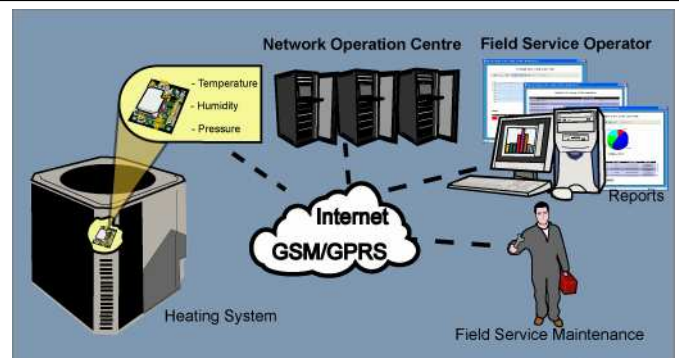 Network Operation Centre
Field Service Operator
- Temperature
- Humidity
- Pressure
Internet
GSM/GPRS
Reports
Heating System
Field Service Maintenance